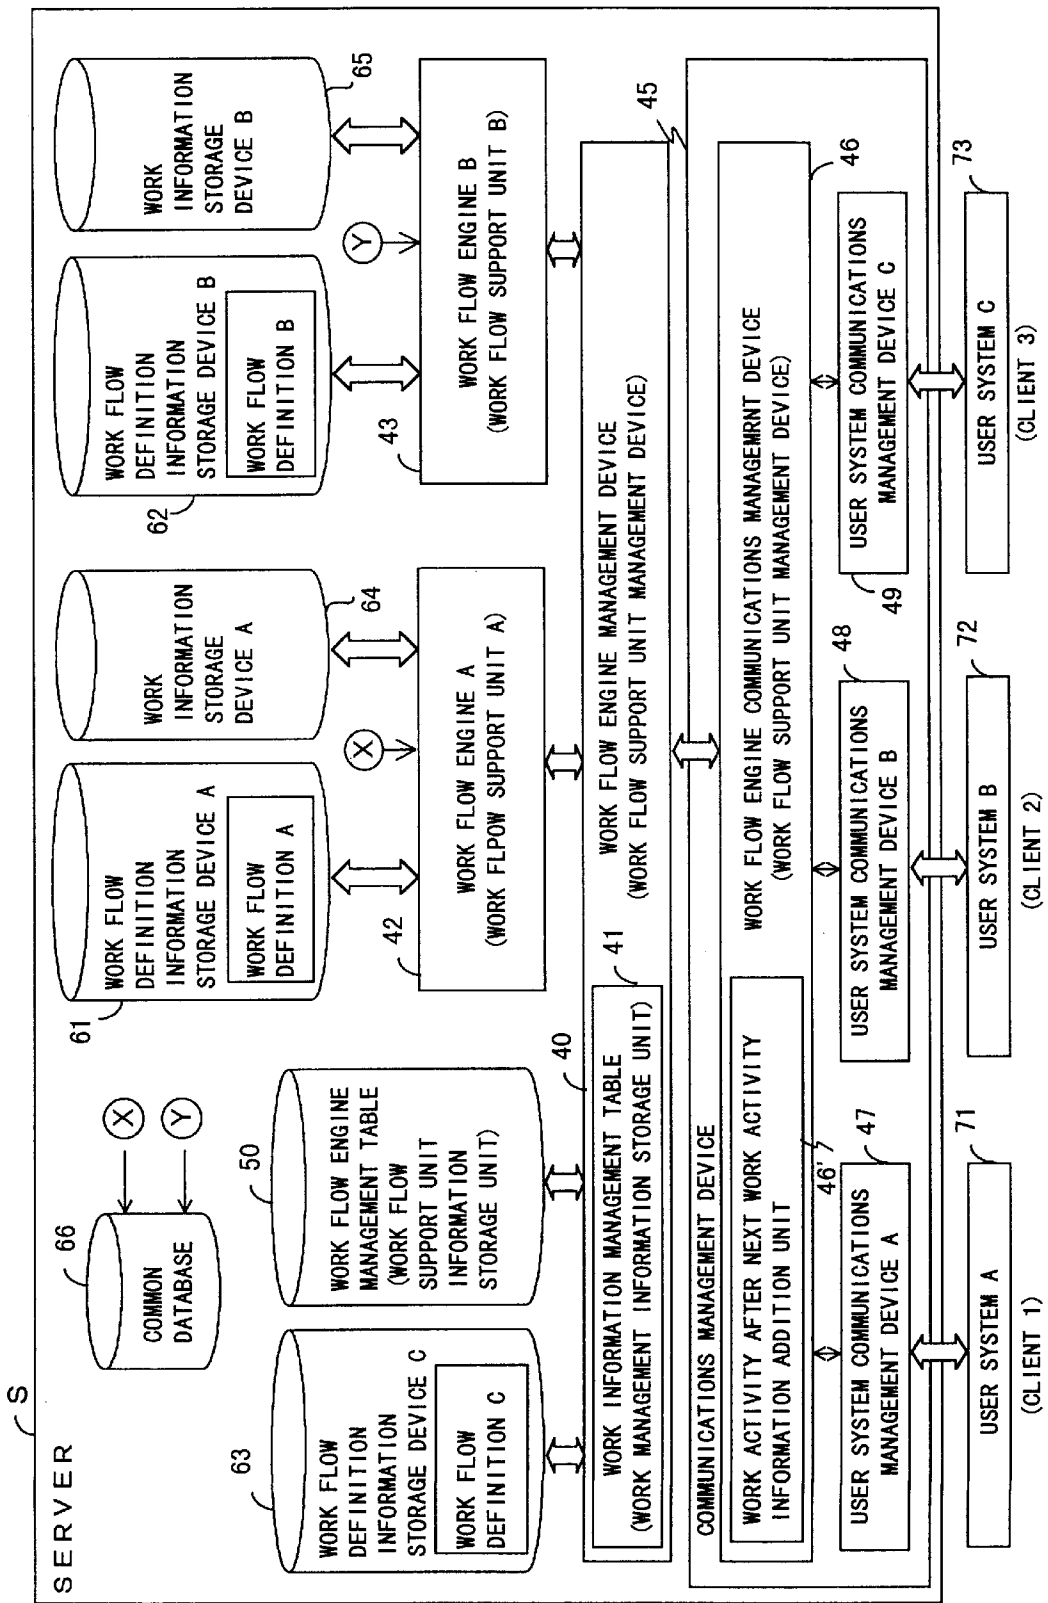 S
SERVER
66
COMMON
DATABASE
X
Y
63
WORK FLOW
DEFINITION
INFORMATION
STORAGE DEVICE C
WORK FLOW
DEFINITION C
50
WORK FLOW ENGINE
MANAGEMENT TABLE
(WORK FLOW
SUPPORT UNIT
INFORMATION
STORAGE UNIT)
61
WORK FLOW
DEFINITION
INFORMATION
STORAGE DEVICE A
WORK FLOW
DEFINITION A
64
WORK
INFORMATION
STORAGE
DEVICE A
62
WORK FLOW
DEFINITION
INFORMATION
STORAGE DEVICE B
WORK FLOW
DEFINITION B
65
WORK
INFORMATION
STORAGE
DEVICE B
X
Y
42
WORK FLOW ENGINE A
(WORK FLPOW SUPPORT UNIT A)
43
WORK FLOW ENGINE B
(WORK FLOW SUPPORT UNIT B)
40
41
WORK INFORMATION MANAGEMENT TABLE
(WORK MANAGEMENT INFORMATION STORAGE UNIT)
WORK FLOW ENGINE MANAGEMENT DEVICE
(WORK FLOW SUPPORT UNIT MANAGEMENT DEVICE)
45
COMMUNICATIONS MANAGEMENT DEVICE
WORK ACTIVITY AFTER NEXT WORK ACTIVITY
INFORMATION ADDITION UNIT
46'
WORK FLOW ENGINE COMMUNICATIONS MANAGEMRNT DEVICE
(WORK FLOW SUPPORT UNIT MANAGEMENT DEVICE)
46
47
USER SYSTEM COMMUNICATIONS
MANAGEMENT DEVICE A
48
USER SYSTEM COMMUNICATIONS
MANAGEMENT DEVICE B
49
USER SYSTEM COMMUNICATIONS
MANAGEMENT DEVICE C
71
USER SYSTEM A
(CLIENT 1)
72
USER SYSTEM B
(CLIENT 2)
73
USER SYSTEM C
(CLIENT 3)